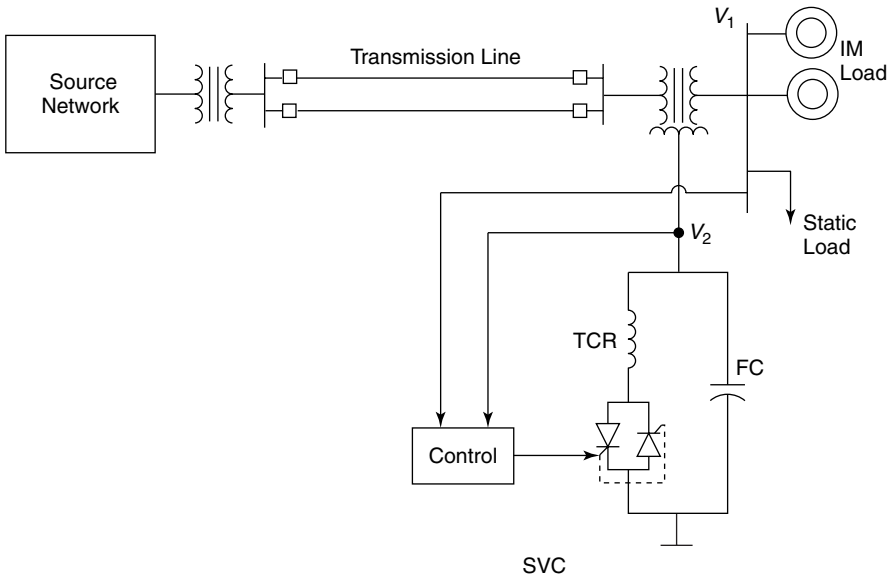 V1
Source
Network
Transmission Line
IM
Load
Static
Load
V2
TCR
FC
Control
SVC